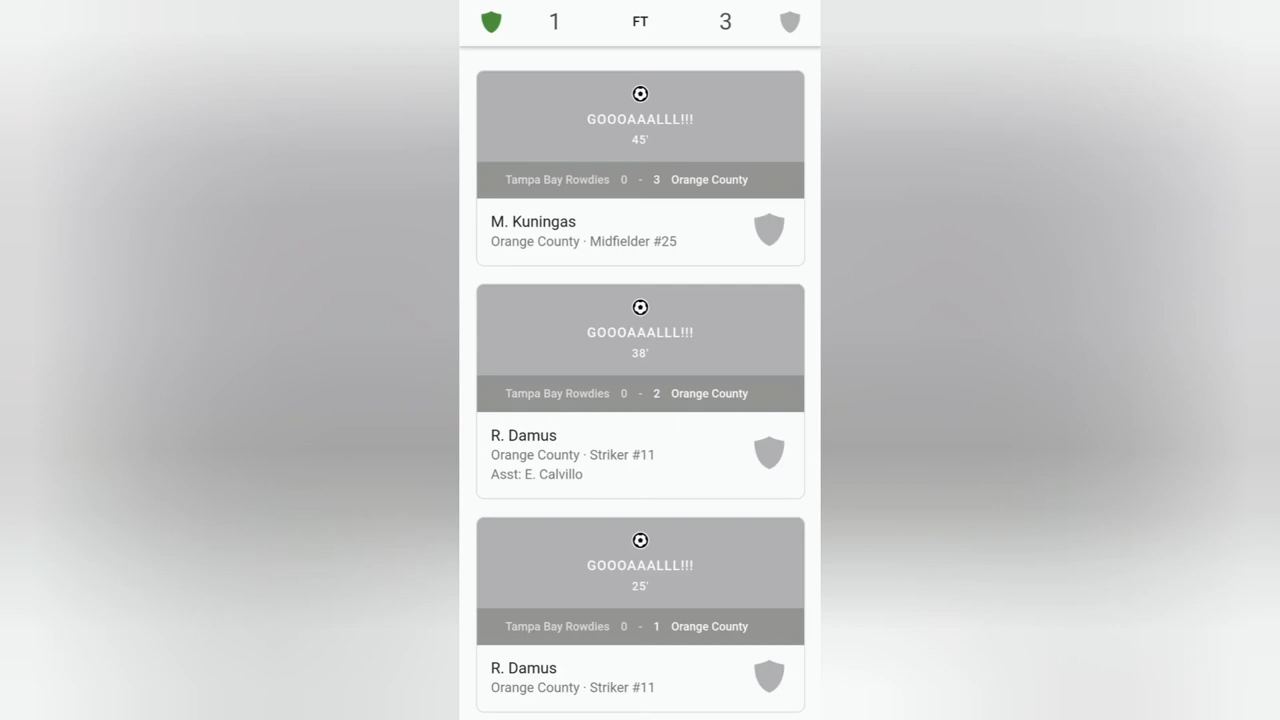 1 FT 3
GOOOAAALLL!!!
45'
Tampa Bay Rowdies 0 - 3 Orange County
M. Kuningas
Orange County · Midfielder #25
GOOOAAALLL!!!
38'
Tampa Bay Rowdies 0 - 2 Orange County
R. Damus
Orange County · Striker #11
Asst: E. Calvillo
GOOOAAALLL!!!
25'
Tampa Bay Rowdies 0 - 1 Orange County
R. Damus
Orange County · Striker #11